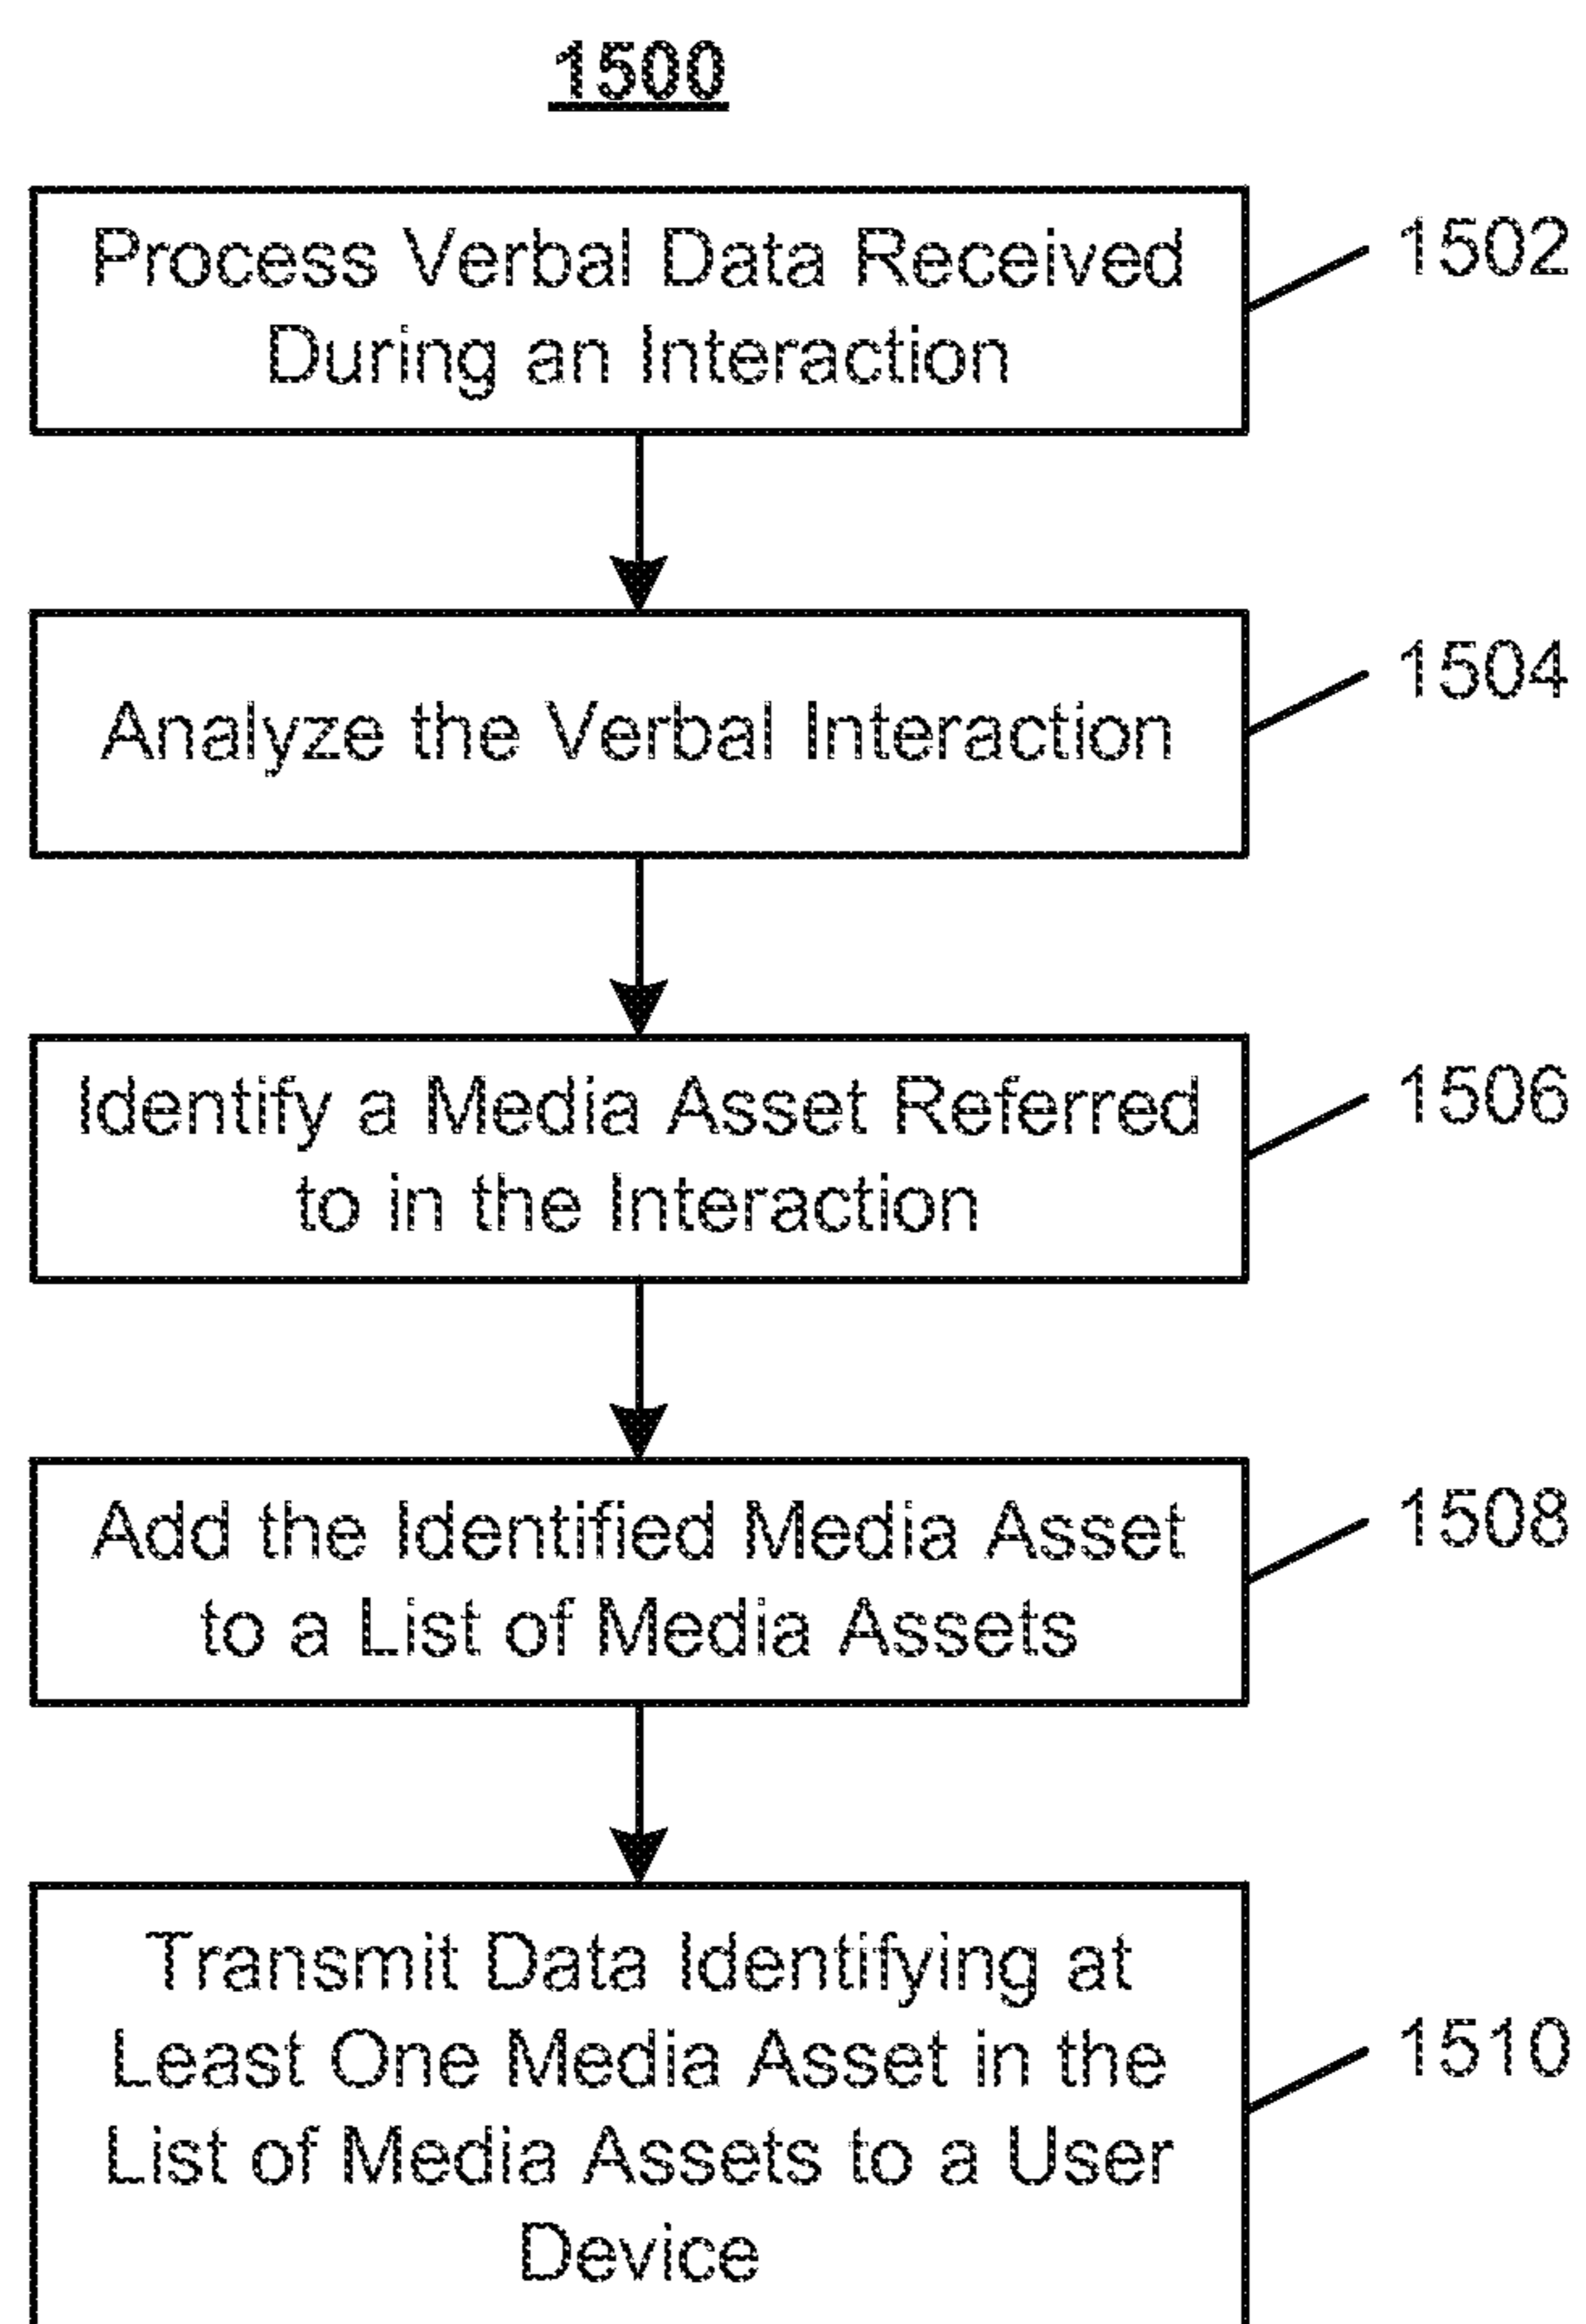 1500
Process Verbal Data Received
During an Interaction
1502
Analyze the Verbal Interaction
1504
Identify a Media Asset Referred
to in the Interaction
1506
Add the Identified Media Asset
to a List of Media Assets
1508
Transmit Data Identifying at
Least One Media Asset in the
List of Media Assets to a User
Device
1510